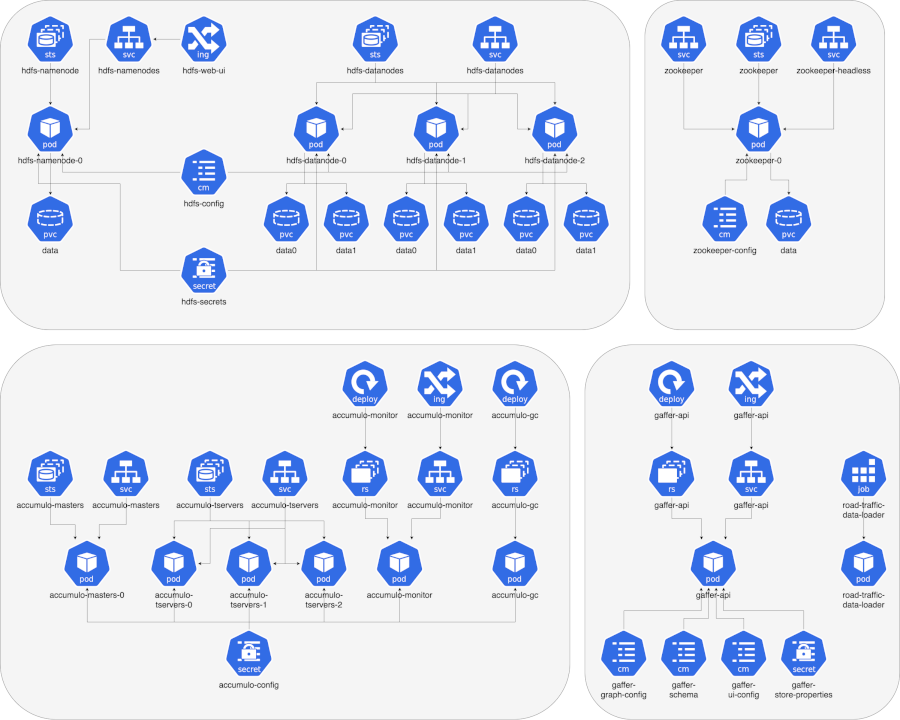 sts
svc
ing
sts
svc
hdfs-namenode
hdfs-namenodes
hdfs-web-ui
hdfs-datanodes
hdfs-datanodes
pod
pod
pod
pod
hdfs-namenode-0
hdfs-datanode-0
hdfs-datanode-1
hdfs-datanode-2
cm
hdfs-config
pvc
pvc
pvc
pvc
pvc
pvc
pvc
data
data0
data1
data0
data1
data0
data1
secret
hdfs-secrets
svc
sts
svc
zookeeper
zookeeper
zookeeper-headless
pod
zookeeper-0
cm
pvc
zookeeper-config
data
deploy
ing
deploy
accumulo-monitor
accumulo-monitor
accumulo-gc
sts
svc
sts
svc
rs
svc
rs
accumulo-masters
accumulo-masters
accumulo-tservers
accumulo-tservers
accumulo-monitor
accumulo-monitor
accumulo-gc
pod
pod
pod
pod
pod
pod
accumulo-masters-0
accumulo-
tservers-0
accumulo-
tservers-1
accumulo-
tservers-2
accumulo-monitor
accumulo-gc
secret
accumulo-config
deploy
ing
gaffer-api
gaffer-api
rs
svc
job
gaffer-api
gaffer-api
road-traffic-
data-loader
pod
pod
gaffer-api
road-traffic-
data-loader
cm
cm
cm
secret
gaffer-
graph-config
gaffer-
schema
gaffer-
ui-config
gaffer-
store-properties